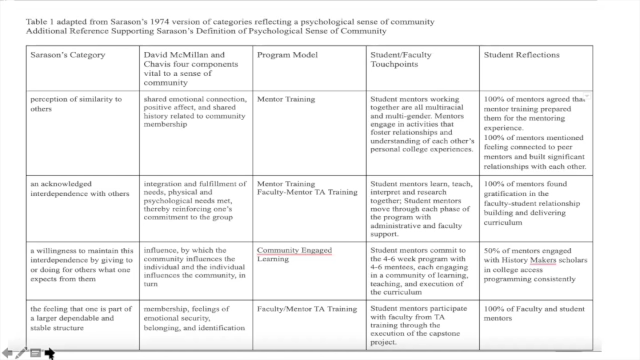 Table 1 adapted from Sarason's 1974 version of categories reflecting a psychological sense of community
Additional Reference Supporting Sarason's Definition of Psychological Sense of Community
Sarason's Category
David McMillan and
Chavis four components
vital to a sense of
community
Program Model
Student/Faculty
Touchpoints
Student Reflections
perception of similarity to
others
shared emotional connection,
positive affect, and shared
history related to community
membership
Mentor Training
Student mentors working
together are all multiracial
and multi-gender. Mentors
engage in activities that
foster relationships and
understanding of each other's
personal college experiences.
100% of mentors agreed that
mentor training prepared
them for the mentoring
experience.
100% of mentors mentioned
feeling connected to peer
mentors and built significant
relationships with each other.
an acknowledged
interdependence with others
integration and fulfillment of
needs, physical and
psychological needs met,
thereby reinforcing one's
commitment to the group
Mentor Training
Faculty-Mentor TA Training
Student mentors learn, teach,
interpret and research
together; Student mentors
move through each phase of
the program with
administrative and faculty
support.
100% of mentors found
gratification in the
faculty-student relationship
building and delivering
curriculum
a willingness to maintain this
interdependence by giving to
or doing for others what one
expects from them
influence, by which the
community influences the
individual and the individual
influences the community, in
turn
Community Engaged
Learning
Student mentors commit to
the 4-6 week program with
4-6 mentees, each engaging
in a community of learning,
teaching, and execution of
the curriculum
50% of mentors engaged
with History Makers scholars
in college access
programming consistently
the feeling that one is part of
a larger dependable and
stable structure
membership, feelings of
emotional security,
belonging, and identification
Faculty/Mentor TA Training
Student mentors participate
with faculty from TA
training through the
execution of the capstone
project.
100% of Faculty and student
mentors